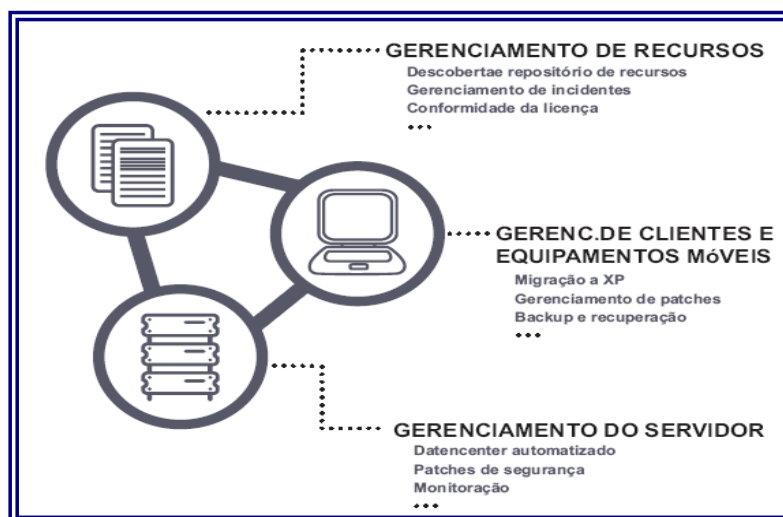 GERENCIAMENTO DE RECURSOS
Descobertae repositório de recursos
Gerenciamento de incidentes
Conformidade da licença
...
GERENC.DE CLIENTES E
EQUIPAMENTOS MóVEIS
Migração a XP
Gerenciamento de patches
Backup e recuperação
...
GERENCIAMENTO DO SERVIDOR
Datencenter automatizado
Patches de segurança
Monitoração
...